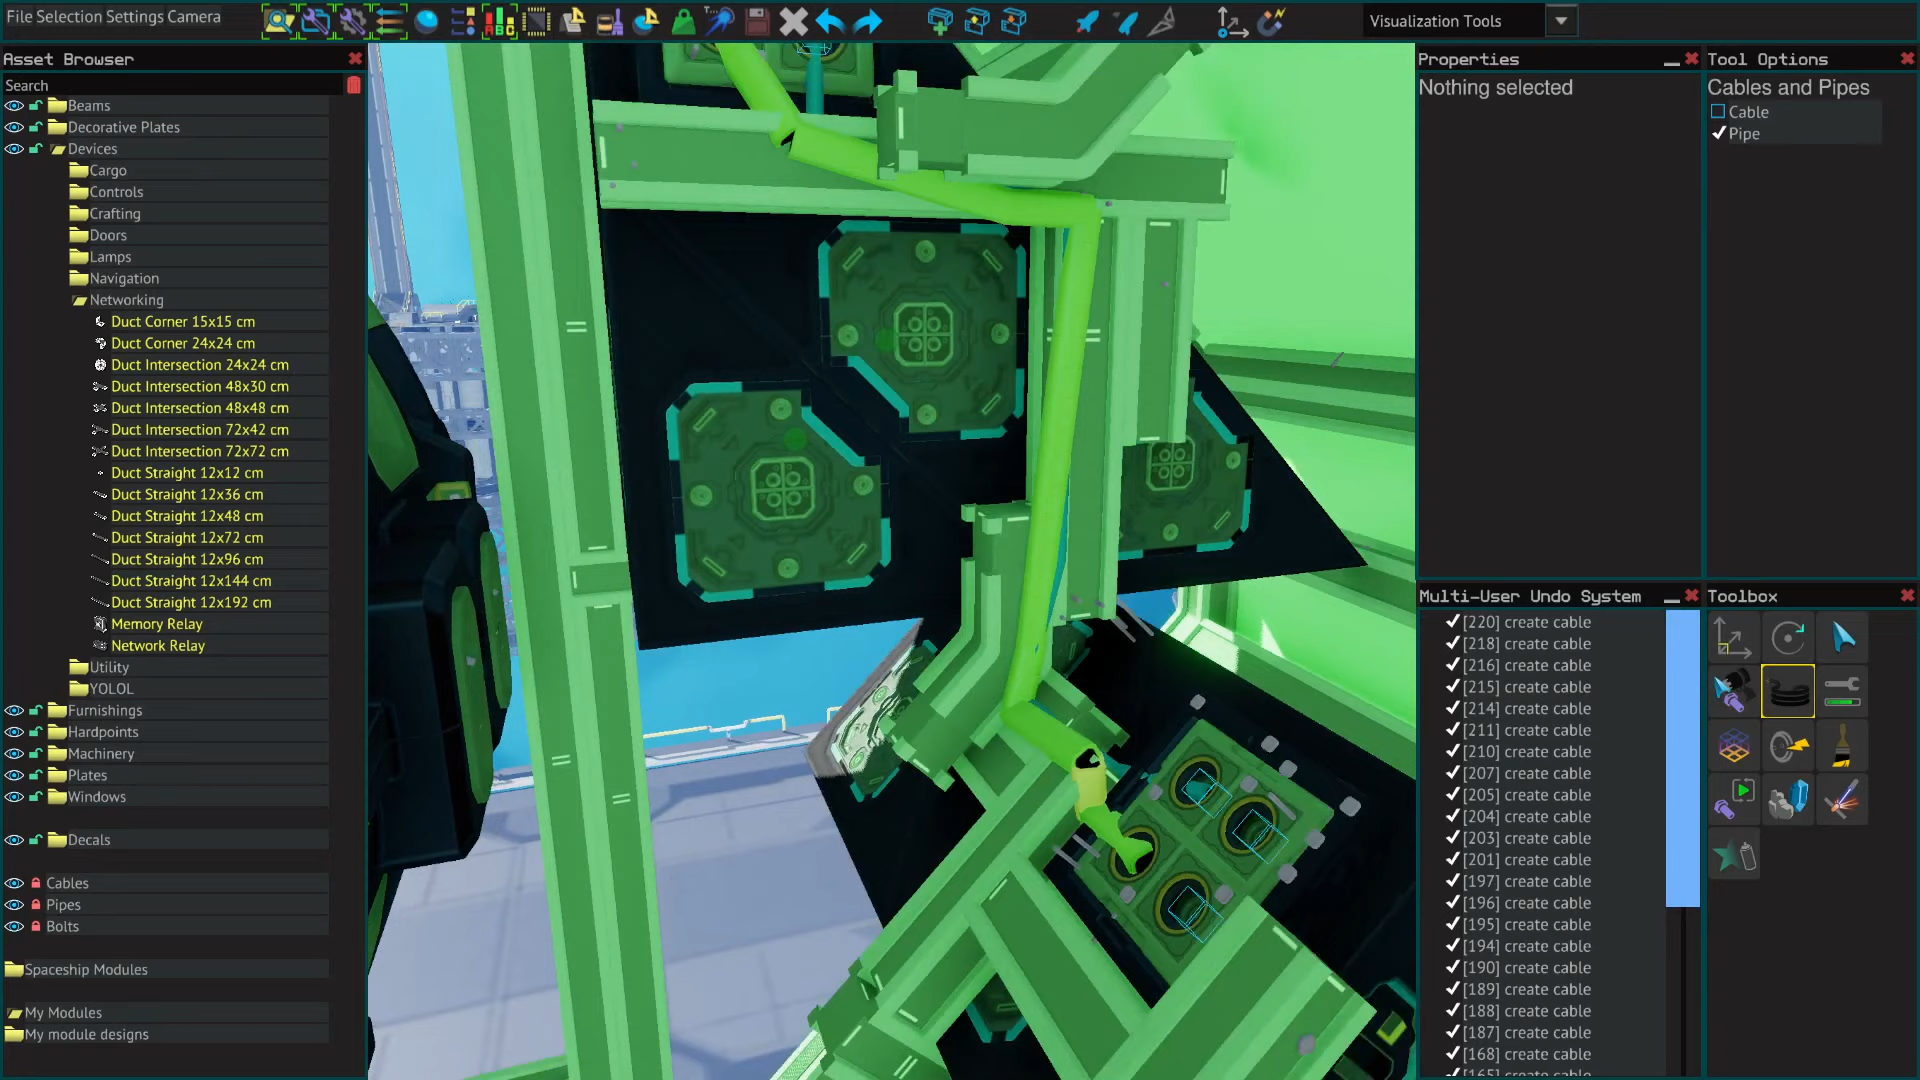 File Selection Settings Camera
ABC
Visualization Tools
Asset Browser
Search
Beams
Decorative Plates
Devices
Cargo
Controls
Crafting
Doors
Lamps
Navigation
Networking
Duct Corner 15x15 cm
Duct Corner 24x24 cm
Duct Intersection 24x24 cm
Duct Intersection 48x30 cm
Duct Intersection 48x48 cm
Duct Intersection 72x42 cm
Duct Intersection 72x72 cm
Duct Straight 12x12 cm
Duct Straight 12x36 cm
Duct Straight 12x48 cm
Duct Straight 12x72 cm
Duct Straight 12x96 cm
Duct Straight 12x144 cm
Duct Straight 12x192 cm
Memory Relay
Network Relay
Utility
YOLOL
Furnishings
Hardpoints
Machinery
Plates
Windows
Decals
Cables
Pipes
Bolts
Spaceship Modules
My Modules
My module designs
Properties
Nothing selected
Tool Options
Cables and Pipes
Cable
Pipe
Multi-User Undo System
[220] create cable
[218] create cable
[216] create cable
[215] create cable
[214] create cable
[211] create cable
[210] create cable
[207] create cable
[205] create cable
[204] create cable
[203] create cable
[201] create cable
[197] create cable
[196] create cable
[195] create cable
[194] create cable
[190] create cable
[189] create cable
[188] create cable
[187] create cable
[168] create cable
[165] create cable
Toolbox